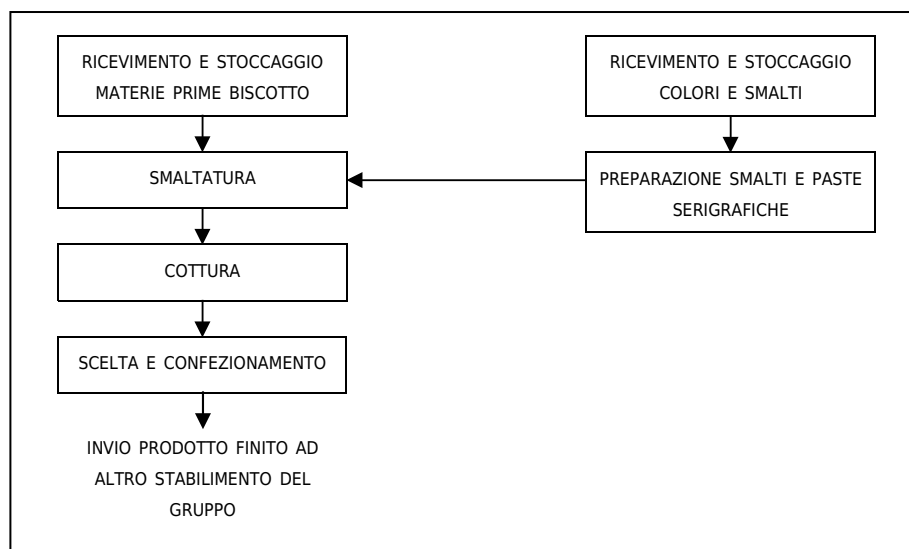 RICEVIMENTO E STOCCAGGIO
MATERIE PRIME BISCOTTO
RICEVIMENTO E STOCCAGGIO
COLORI E SMALTI
SMALTATURA
PREPARAZIONE SMALTI E PASTE
SERIGRAFICHE
COTTURA
SCELTA E CONFEZIONAMENTO
INVIO PRODOTTO FINITO AD
ALTRO STABILIMENTO DEL
GRUPPO